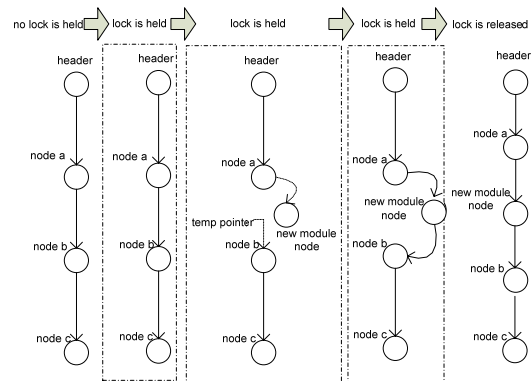 no lock is held
lock is held
lock is held
lock is held
lock is released
header
node a
node b
node c
header
node a
node b
node c
header
node a
temp pointer
new module
node
node b
node c
header
node a
new module
node
node b
node c
header
node a
new module
node
node b
node c